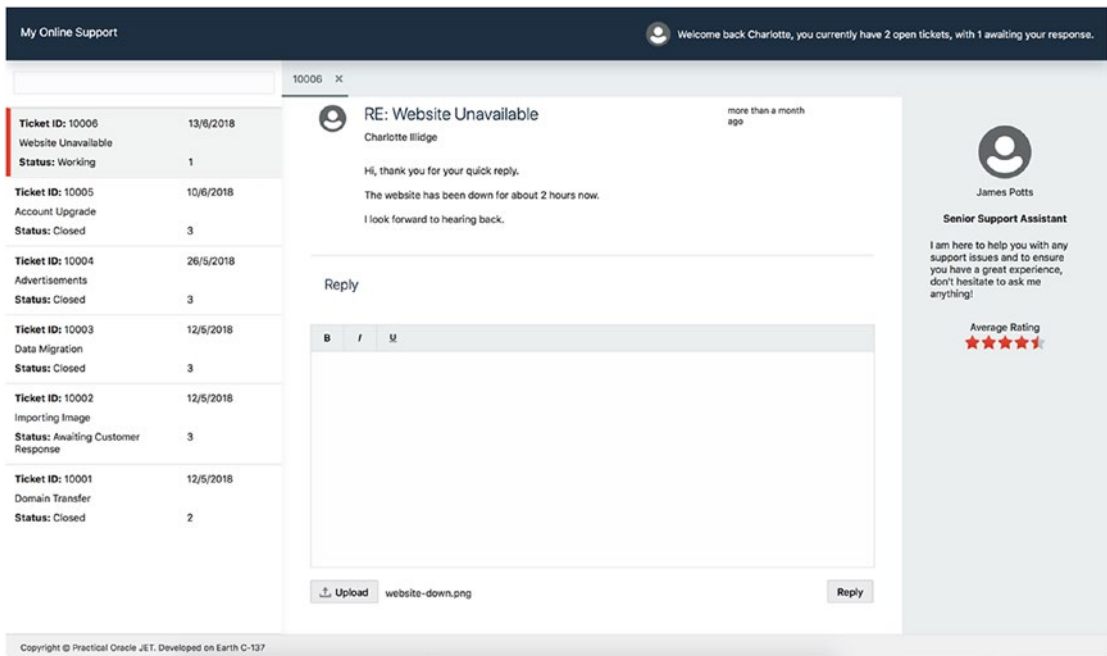 My Online Support
Welcome back Charlotte, you currently have 2 open tickets, with 1 awaiting your response.
Ticket ID: 10006 13/6/2018
Website Unavailable
Status: Working 1
Ticket ID: 10005 10/6/2018
Account Upgrade
Status: Closed 3
Ticket ID: 10004 26/5/2018
Advertisements
Status: Closed 3
Ticket ID: 10003 12/5/2018
Data Migration
Status: Closed 3
Ticket ID: 10002 12/5/2018
Importing Image
Status: Awaiting Customer 3
Response
Ticket ID: 10001 12/5/2018
Domain Transfer
Status: Closed 2
10006 ×
RE: Website Unavailable
more than a month
ago
Charlotte Illidge
Hi, thank you for your quick reply.
The website has been down for about 2 hours now.
I look forward to hearing back.
Reply
B I U
Upload website-down.png
Reply
James Potts
Senior Support Assistant
I am here to help you with any
support issues and to ensure
you have a great experience,
don't hesitate to ask me
anything!
Average Rating
Copyright © Practical Oracle JET. Developed on Earth C-137